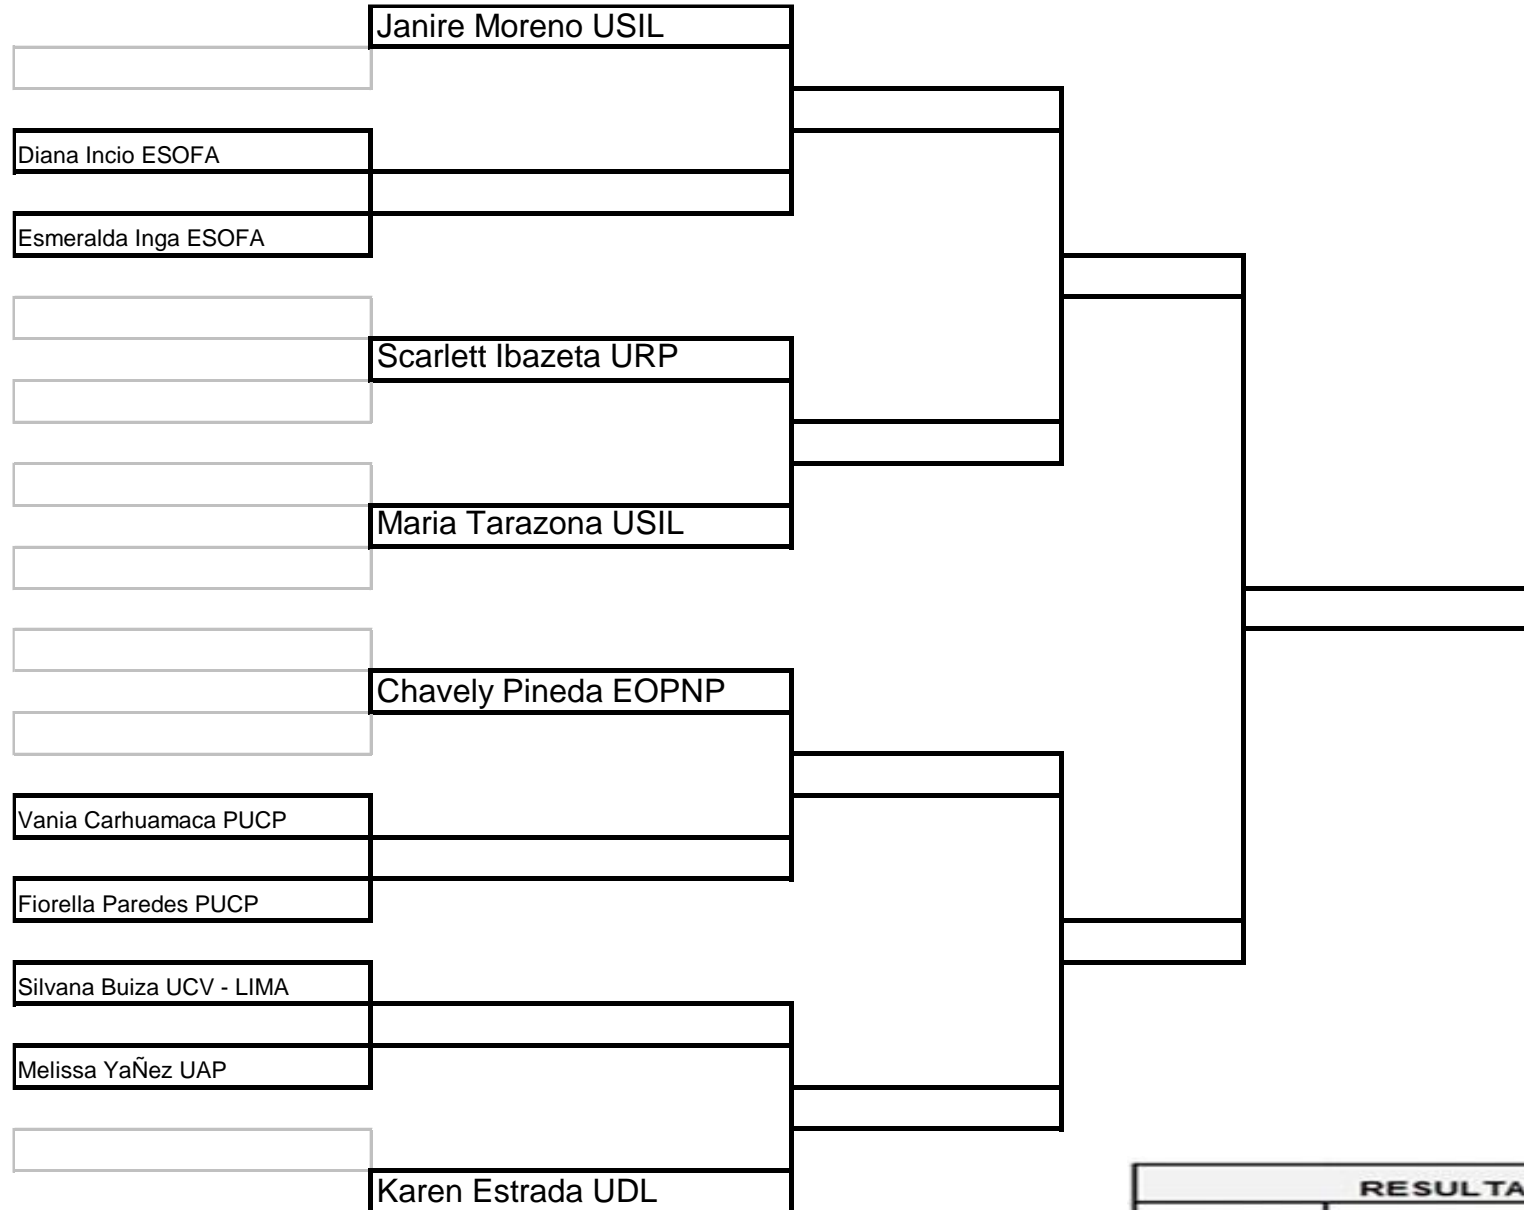 Janire Moreno USIL
Diana Incio ESOFA
Esmeralda Inga ESOFA
Scarlett Ibazeta URP
Maria Tarazona USIL
Chavely Pineda EOPNP
Vania Carhuamaca PUCP
Fiorella Paredes PUCP
Silvana Buiza UCV - LIMA
Melissa YaÑez UAP
Karen Estrada UDL
RESULTA